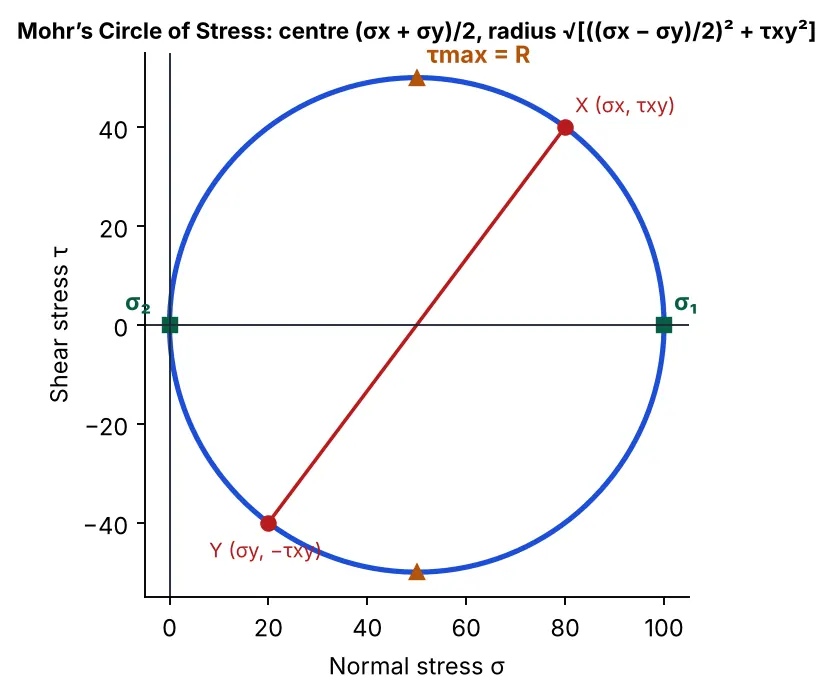 Mohr’s Circle of Stress: centre (σx + σy)/2, radius √[((σx − σy)/2)² + τxy²]
τmax = R
X (σx, τxy)
40
20
Shear stress τ
σ₂
σ₁
0
−20
−40
Y (σy, −τxy)
0 20 40 60 80 100
Normal stress σ